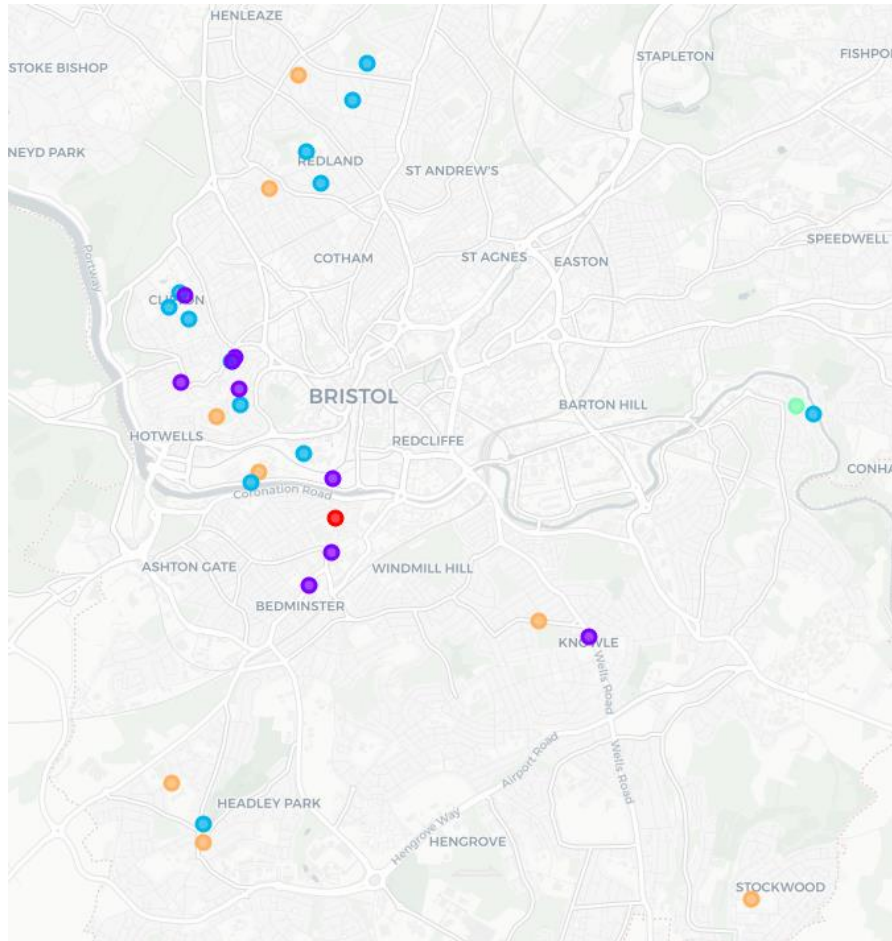 HENLEAZE
STAPLETON
FISHPO
STOKE BISHOP
NEYD PARK
REDLAND
ST ANDREW'S
SPEEDWELL
Portway
COTHAM
ST AGNES
EASTON
BRISTOL
BARTON HILL
HOTWELLS
REDCLIFFE
CONHA
Coronation Road
ASHTON GATE
WINDMILL HILL
BEDMINSTER
Wells Road
Airport Road
Wells Road
HEADLEY PARK
Hengrove Way
HENGROVE
STOCKWOOD